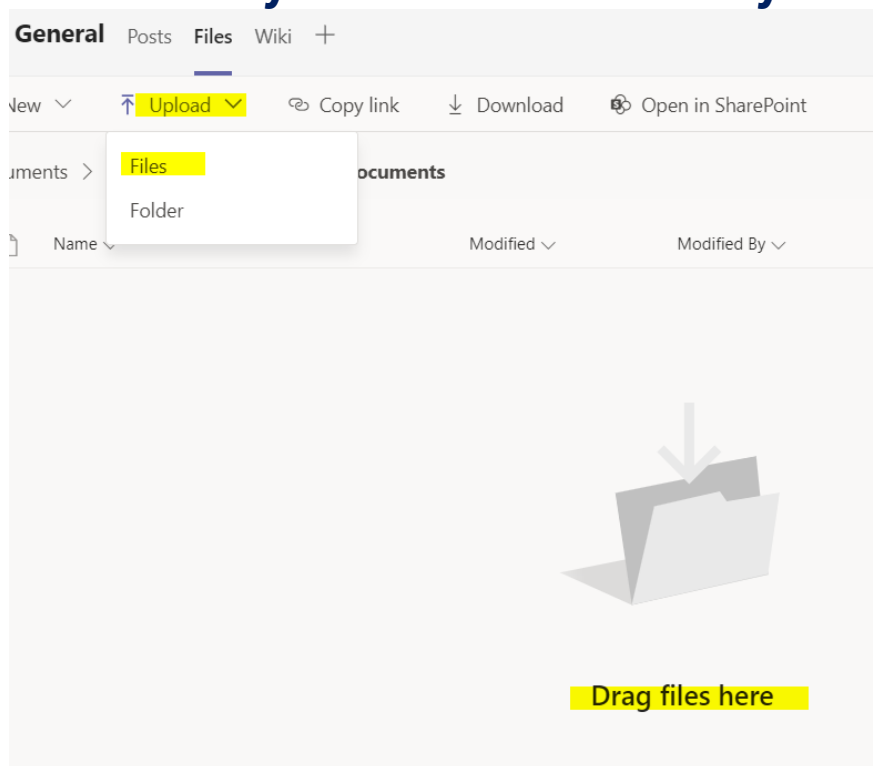 General Posts Files Wiki +
New Upload Copy link Download Open in SharePoint
Files
Folder
Name Modified Modified By
Drag files here